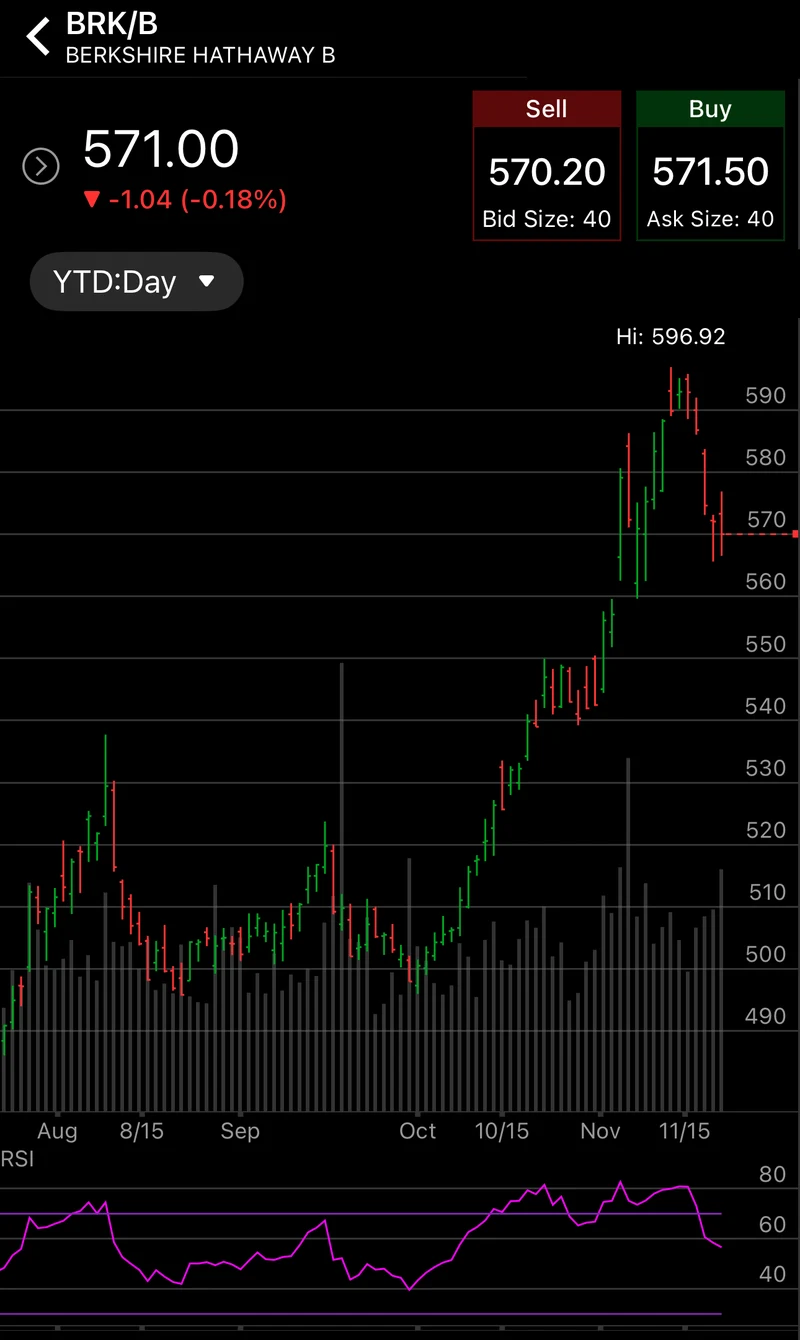 BRK/B
BERKSHIRE HATHAWAY B
571.00
▼ -1.04 (-0.18%)
Sell
570.20
Bid Size: 40
Buy
571.50
Ask Size: 40
YTD:Day ▼
Hi: 596.92
590
580
570
560
550
540
530
520
510
500
490
Aug 8/15 Sep Oct 10/15 Nov 11/15
RSI
80
60
40